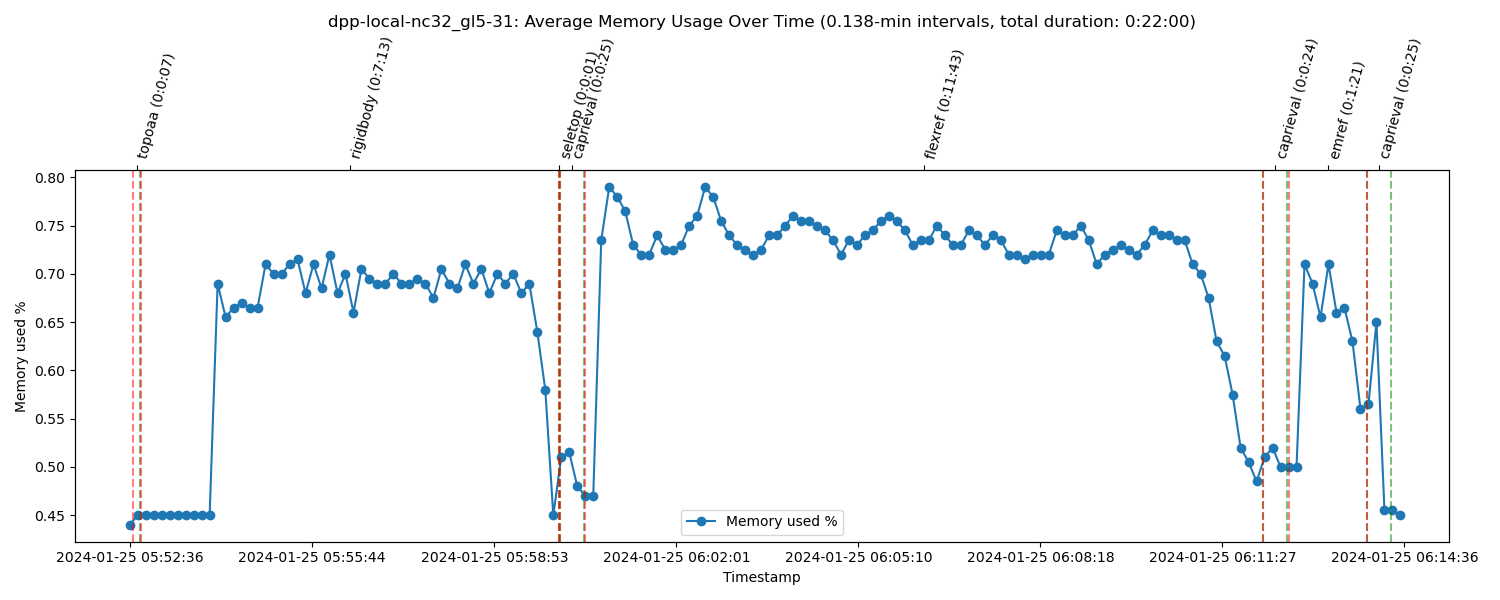 dpp-local-nc32_gl5-31: Average Memory Usage Over Time (0.138-min intervals, total duration: 0:22:00)
topoaa (0:0:07)
rigidbody (0:7:13)
seletop (0:0:01)
caprieval (0:0:25)
flexref (0:11:43)
caprieval (0:0:24)
emref (0:1:21)
caprieval (0:0:25)
Memory used %
0.80
0.75
0.70
0.65
0.60
0.55
0.50
0.45
Memory used %
2024-01-25 05:52:36
2024-01-25 05:55:44
2024-01-25 05:58:53
2024-01-25 06:02:01
2024-01-25 06:05:10
2024-01-25 06:08:18
2024-01-25 06:11:27
2024-01-25 06:14:36
Timestamp